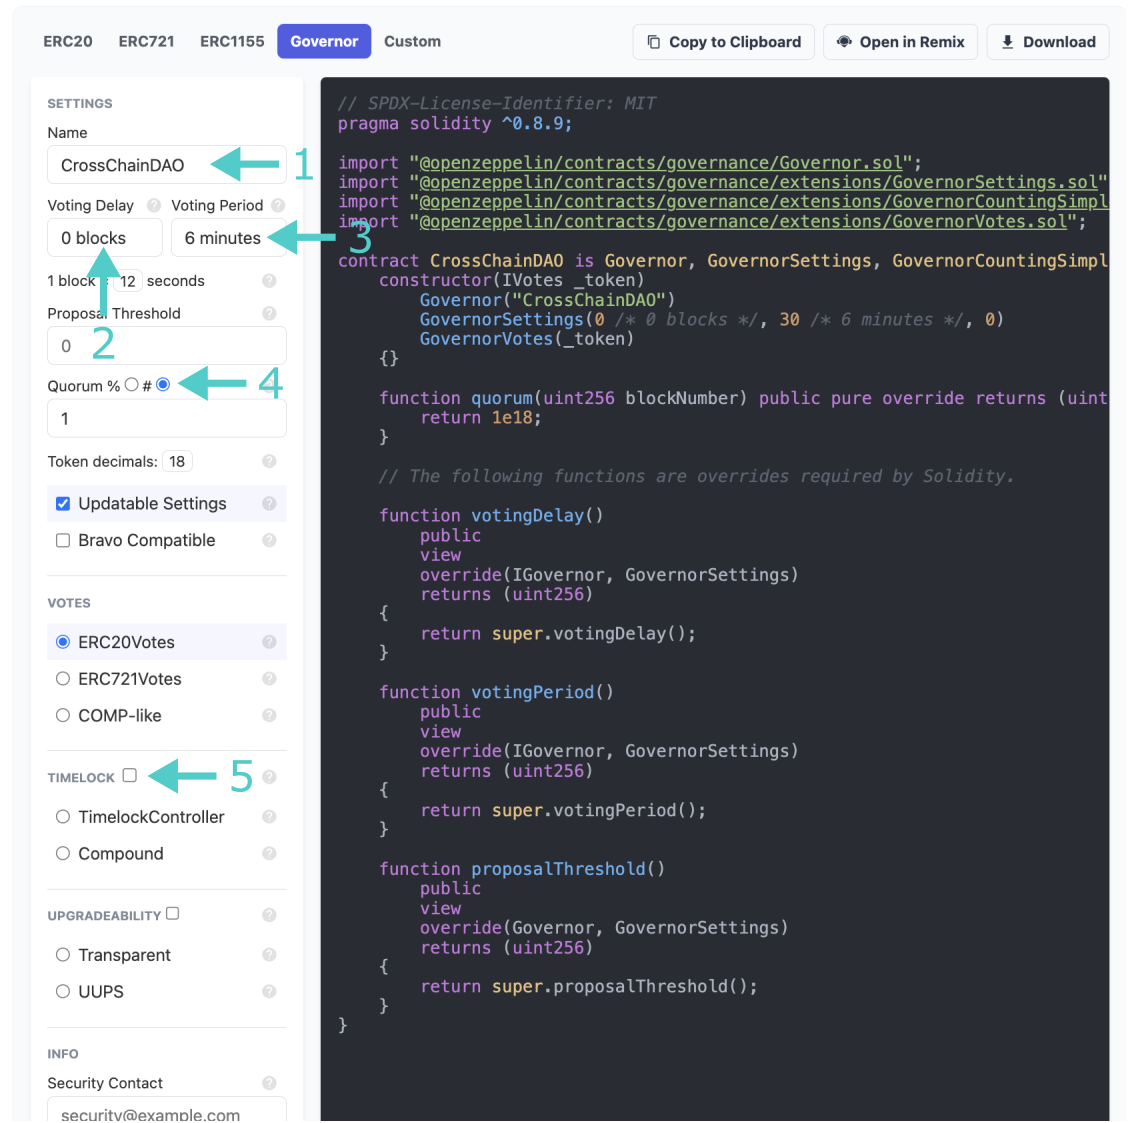 ERC20 ERC721 ERC1155 Governor Custom Copy to Clipboard Open in Remix Download
SETTINGS
Name
CrossChainDAO 1
Voting Delay ? Voting Period ?
0 blocks 6 minutes 3
1 block = 12 seconds ?
Proposal Threshold ?
0 2
Quorum % # 4
1
Token decimals: 18 ?
Updatable Settings ?
Bravo Compatible ?
VOTES
ERC20Votes ?
ERC721Votes ?
COMP-like ?
TIMELOCK 5 ?
TimelockController ?
Compound ?
UPGRADEABILITY ?
Transparent ?
UUPS ?
INFO
Security Contact ?
security@example.com
// SPDX-License-Identifier: MIT
pragma solidity ^0.8.9;
import "@openzeppelin/contracts/governance/Governor.sol";
import "@openzeppelin/contracts/governance/extensions/GovernorSettings.sol"
import "@openzeppelin/contracts/governance/extensions/GovernorCountingSimpl
import "@openzeppelin/contracts/governance/extensions/GovernorVotes.sol";
contract CrossChainDAO is Governor, GovernorSettings, GovernorCountingSimpl
constructor(IVotes _token)
Governor("CrossChainDAO")
GovernorSettings(0 /* 0 blocks */, 30 /* 6 minutes */, 0)
GovernorVotes(_token)
{}
function quorum(uint256 blockNumber) public pure override returns (uint
return 1e18;
}
// The following functions are overrides required by Solidity.
function votingDelay()
public
view
override(IGovernor, GovernorSettings)
returns (uint256)
{
return super.votingDelay();
}
function votingPeriod()
public
view
override(IGovernor, GovernorSettings)
returns (uint256)
{
return super.votingPeriod();
}
function proposalThreshold()
public
view
override(Governor, GovernorSettings)
returns (uint256)
{
return super.proposalThreshold();
}
}